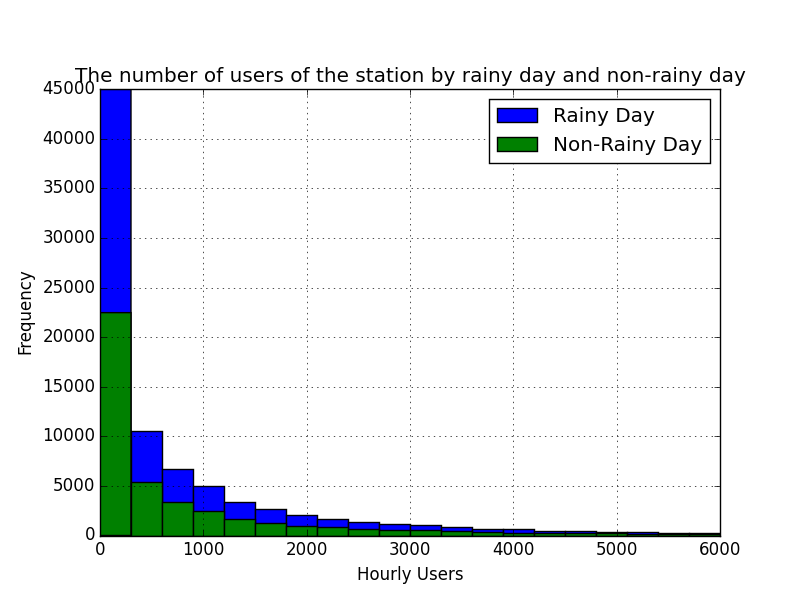 The number of users of the station by rainy day and non-rainy day
45000
40000
35000
30000
25000
20000
15000
10000
5000
0
Frequency
Rainy Day
Non-Rainy Day
0 1000 2000 3000 4000 5000 6000
Hourly Users